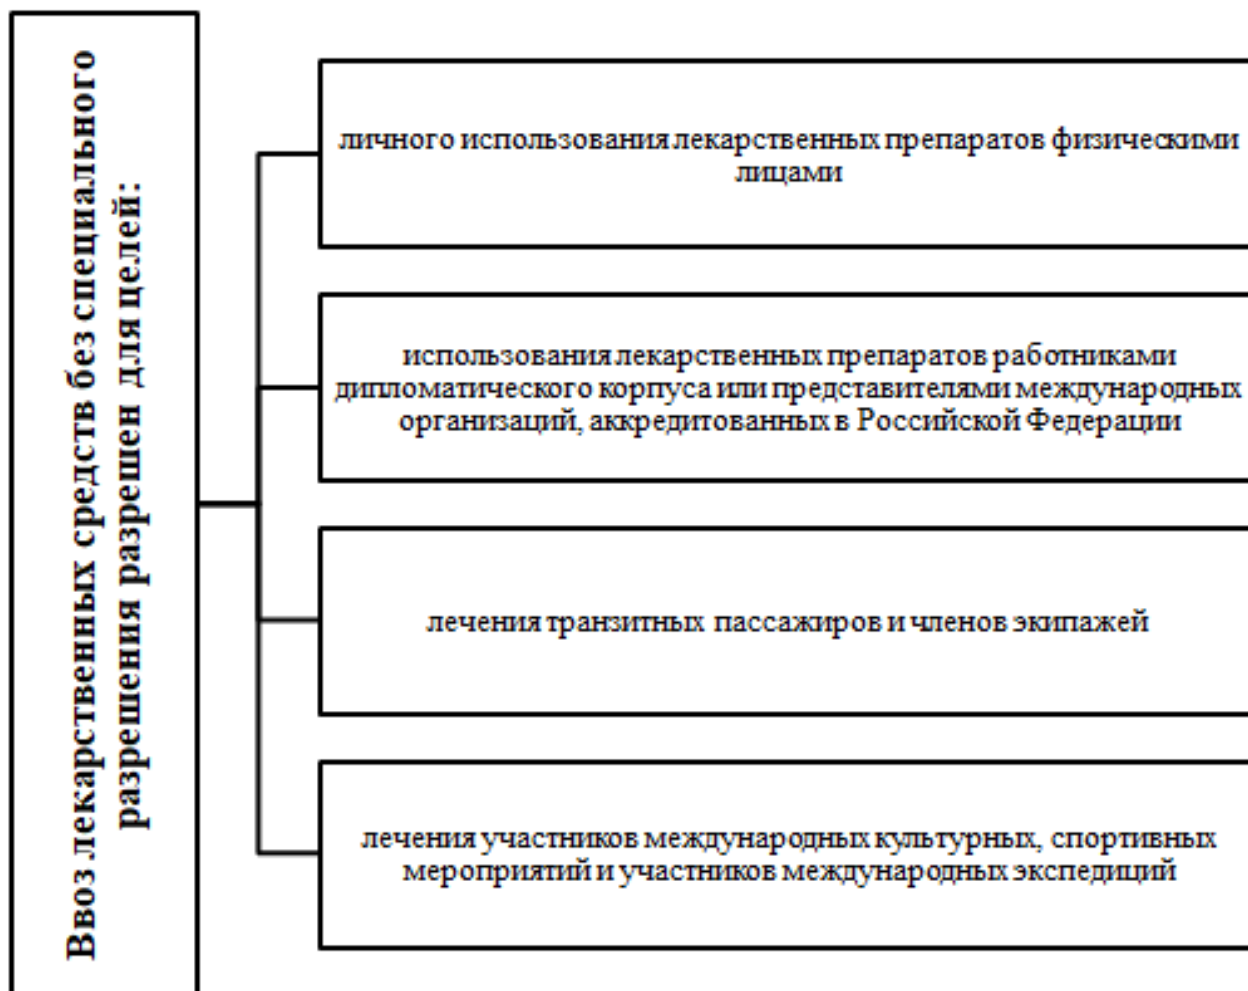 Ввоз лекарственных средств без специального
разрешения разрешен для целей:
личного использования лекарственных препаратов физическими
лицами
использования лекарственных препаратов работниками
дипломатического корпуса или представителями международных
организаций, аккредитованных в Российской Федерации
лечения транзитных пассажиров и членов экипажей
лечения участников международных культурных, спортивных
мероприятий и участников международных экспедиций